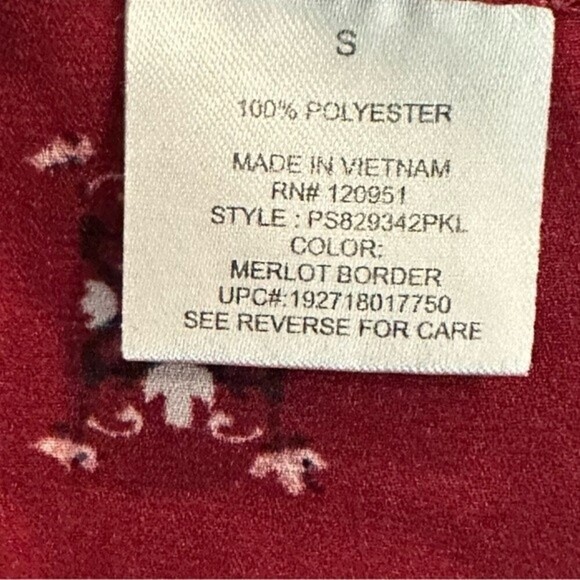 S
100% POLYESTER
MADE IN VIETNAM
RN# 120951
STYLE : PS829342PKL
COLOR:
MERLOT BORDER
UPC#:192718017750
SEE REVERSE FOR CARE